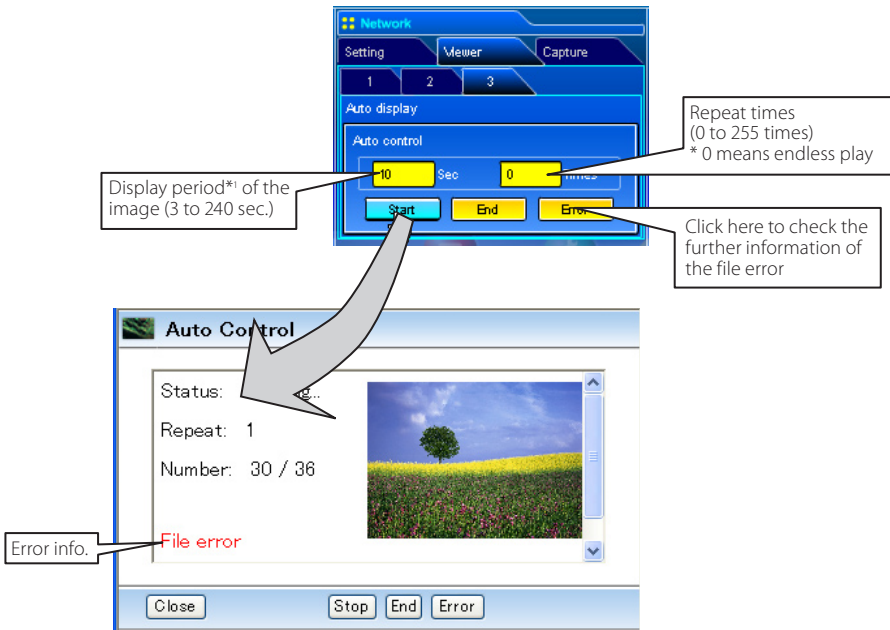 Network
Setting Viewer Capture
1 2 3
Auto display
Auto control
10 Sec 0 Times
Start End Error
Repeat times
(0 to 255 times)
* 0 means endless play
Display period*1 of the
image (3 to 240 sec.)
Click here to check the
further information of
the file error
Auto Control
Status:
Repeat: 1
Number: 30 / 36
File error
Error info.
Close Stop End Error